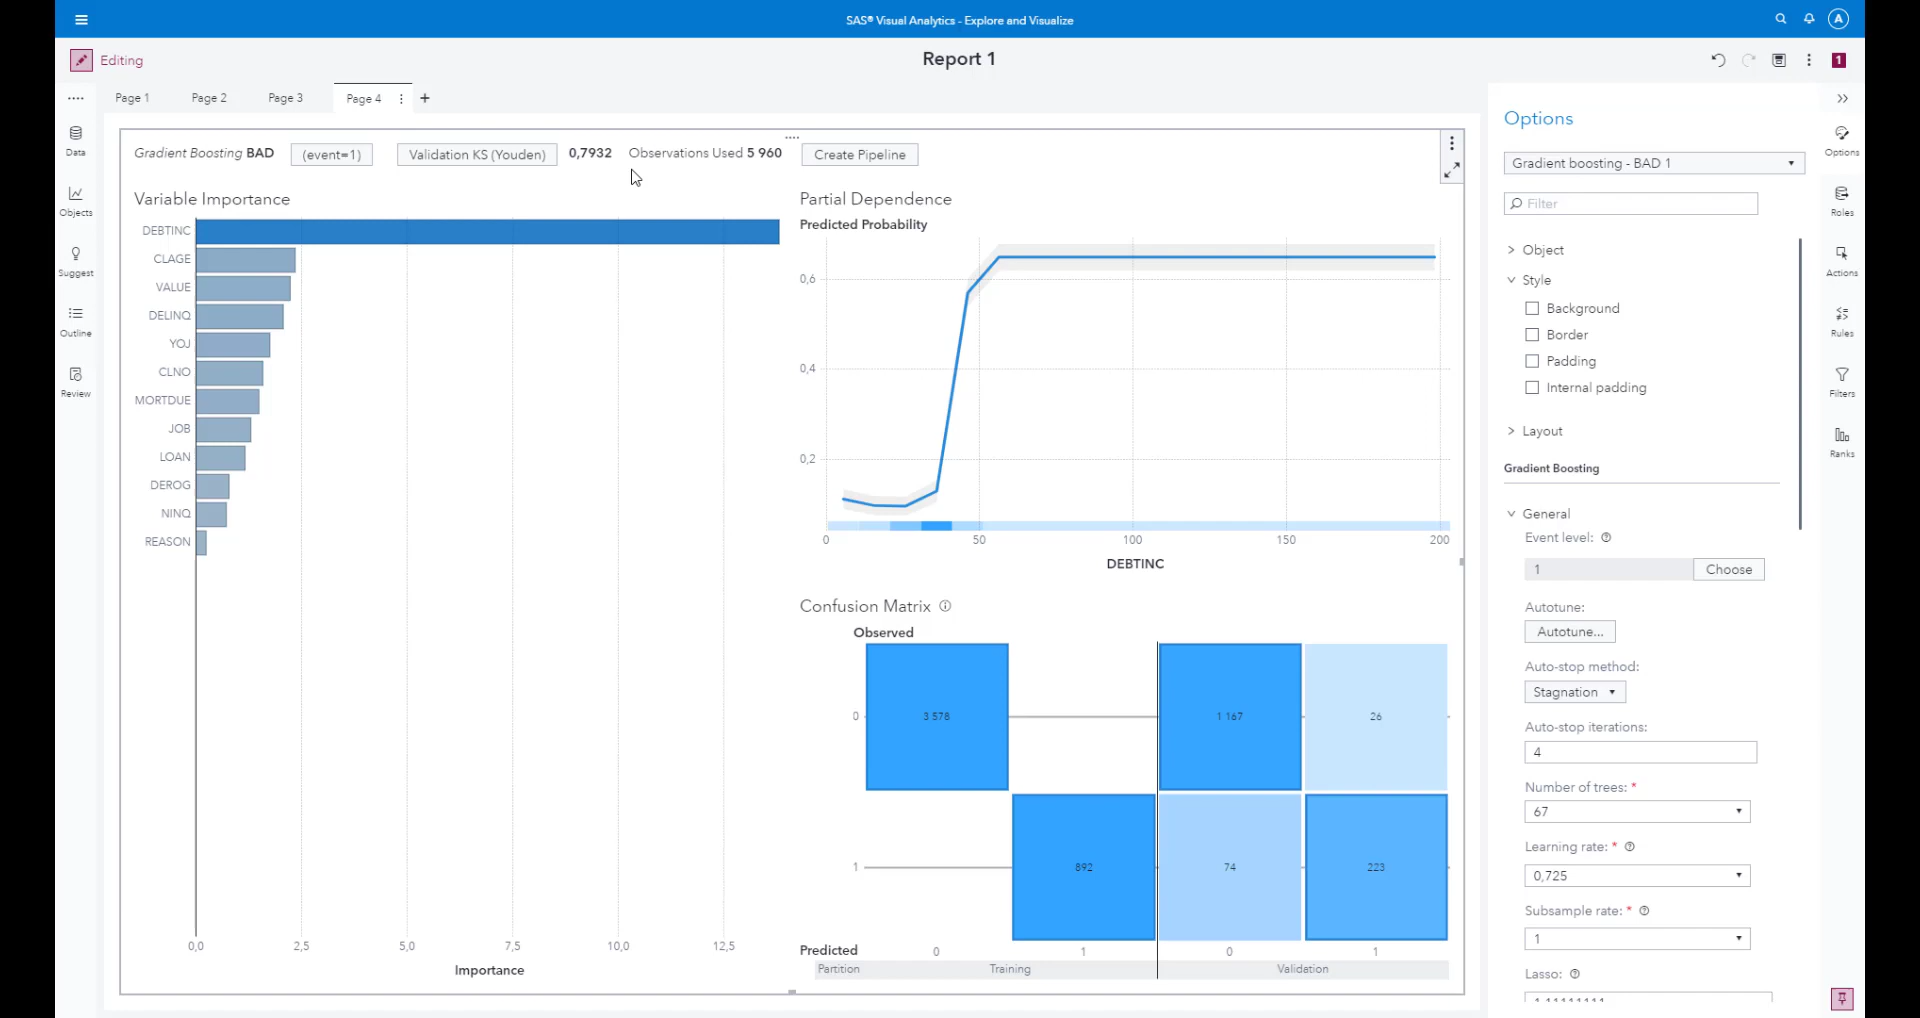 SAS® Visual Analytics - Explore and Visualize
A
Editing
Report 1
1
Page 1
Page 2
Page 3
Page 4
Data
Objects
Suggest
Outline
Review
Gradient Boosting BAD
(event=1)
Validation KS (Youden)
0,7932
Observations Used 5 960
Create Pipeline
Variable Importance
DEBTINC
CLAGE
VALUE
DELINQ
YOJ
CLNO
MORTDUE
JOB
LOAN
DEROG
NINQ
REASON
0,0
2,5
5,0
7,5
10,0
12,5
Importance
Partial Dependence
Predicted Probability
0,6
0,4
0,2
0
50
100
150
200
DEBTINC
Confusion Matrix
Observed
0
3 578
1 167
26
1
892
74
223
Predicted
0
1
0
1
Partition
Training
Validation
Options
Gradient boosting - BAD 1
Filter
Object
Style
Background
Border
Padding
Internal padding
Layout
Gradient Boosting
General
Event level:
1
Choose
Autotune:
Autotune...
Auto-stop method:
Stagnation
Auto-stop iterations:
4
Number of trees: *
67
Learning rate: *
0,725
Subsample rate: *
1
Lasso:
Options
Roles
Actions
Rules
Filters
Ranks